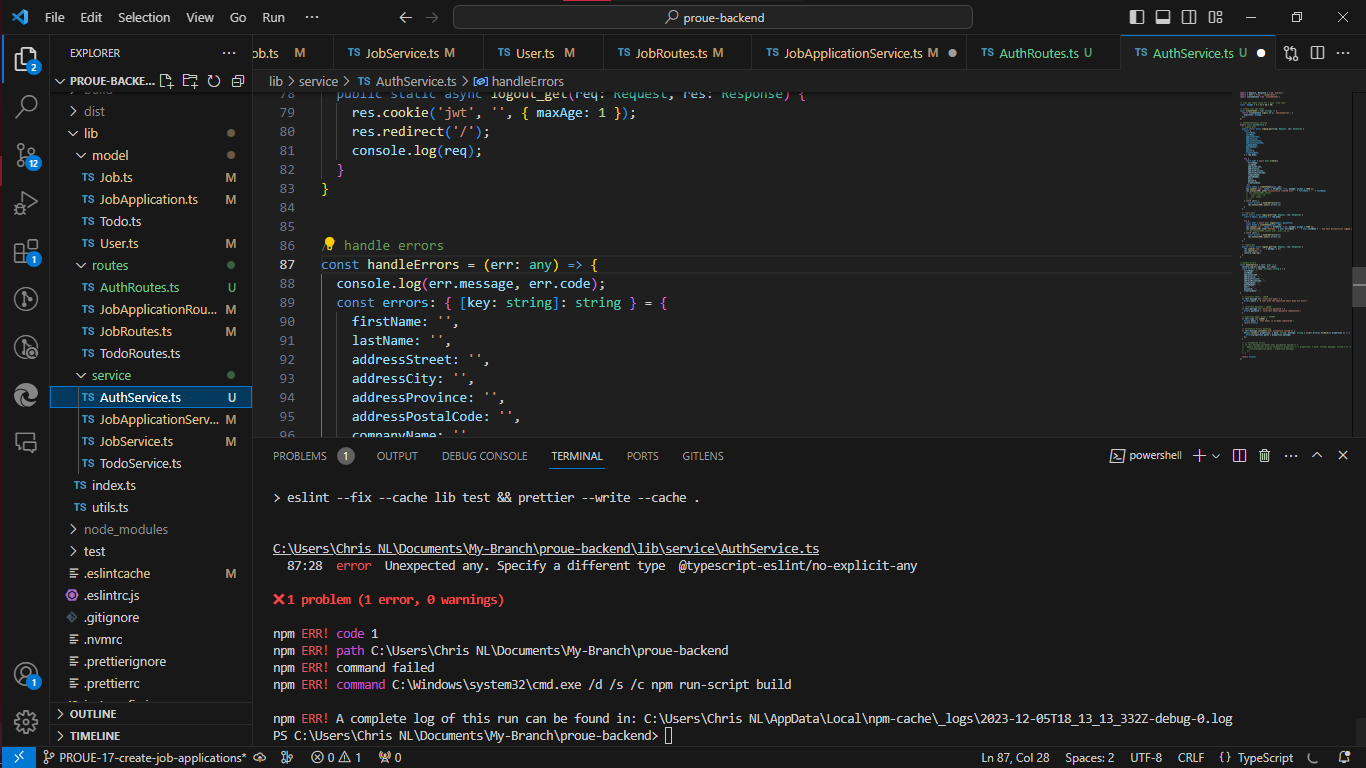 File Edit Selection View Go Run ··· proue-backend
EXPLORER ···
ob.ts M JobService.ts M User.ts M JobRoutes.ts M JobApplicationService.ts M AuthRoutes.ts U AuthService.ts U
PROUE-BACKE...
lib > service > TS AuthService.ts > handleErrors
dist
lib
model
TS Job.ts M
TS JobApplication.ts M
TS Todo.ts
TS User.ts M
routes
TS AuthRoutes.ts U
TS JobApplicationRou... M
TS JobRoutes.ts M
TS TodoRoutes.ts
service
TS AuthService.ts U
TS JobApplicationServ... M
TS JobService.ts M
TS TodoService.ts
TS index.ts
TS utils.ts
node_modules
test
.eslintcache M
.eslintrc.js
.gitignore
.nvmrc
.prettierignore
.prettierrc
OUTLINE
TIMELINE
78 public static async logout_get(req: Request, res: Response) {
79 res.cookie('jwt', '', { maxAge: 1 });
80 res.redirect('/');
81 console.log(req);
82 }
83 }
84
85
86 / handle errors
87 const handleErrors = (err: any) => {
88 console.log(err.message, err.code);
89 const errors: { [key: string]: string } = {
90 firstName: '',
91 lastName: '',
92 addressStreet: '',
93 addressCity: '',
94 addressProvince: '',
95 addressPostalCode: '',
96 companyName: ''
PROBLEMS 1 OUTPUT DEBUG CONSOLE TERMINAL PORTS GITLENS powershell
> eslint --fix --cache lib test && prettier --write --cache .
C:\Users\Chris NL\Documents\My-Branch\proue-backend\lib\service\AuthService.ts
87:28 error Unexpected any. Specify a different type @typescript-eslint/no-explicit-any
1 problem (1 error, 0 warnings)
npm ERR! code 1
npm ERR! path C:\Users\Chris NL\Documents\My-Branch\proue-backend
npm ERR! command failed
npm ERR! command C:\Windows\system32\cmd.exe /d /s /c npm run-script build
npm ERR! A complete log of this run can be found in: C:\Users\Chris NL\AppData\Local\npm-cache\_logs\2023-12-05T18_13_13_332Z-debug-0.log
PS C:\Users\Chris NL\Documents\My-Branch\proue-backend>
PROUE-17-create-job-applications* 0 1 0 Ln 87, Col 28 Spaces: 2 UTF-8 CRLF {} TypeScript